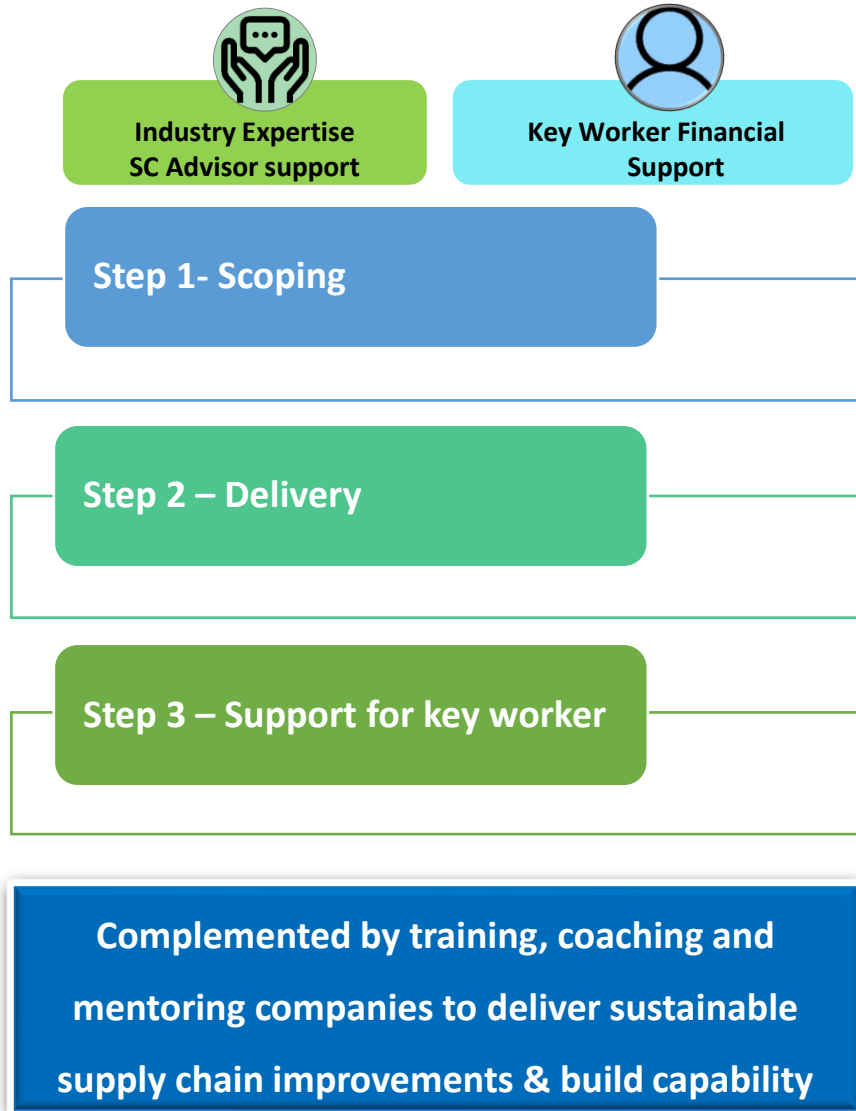 Industry Expertise
SC Advisor support
Key Worker Financial
Support
Step 1- Scoping
Step 2 – Delivery
Step 3 – Support for key worker
Complemented by training, coaching and
mentoring companies to deliver sustainable
supply chain improvements & build capability